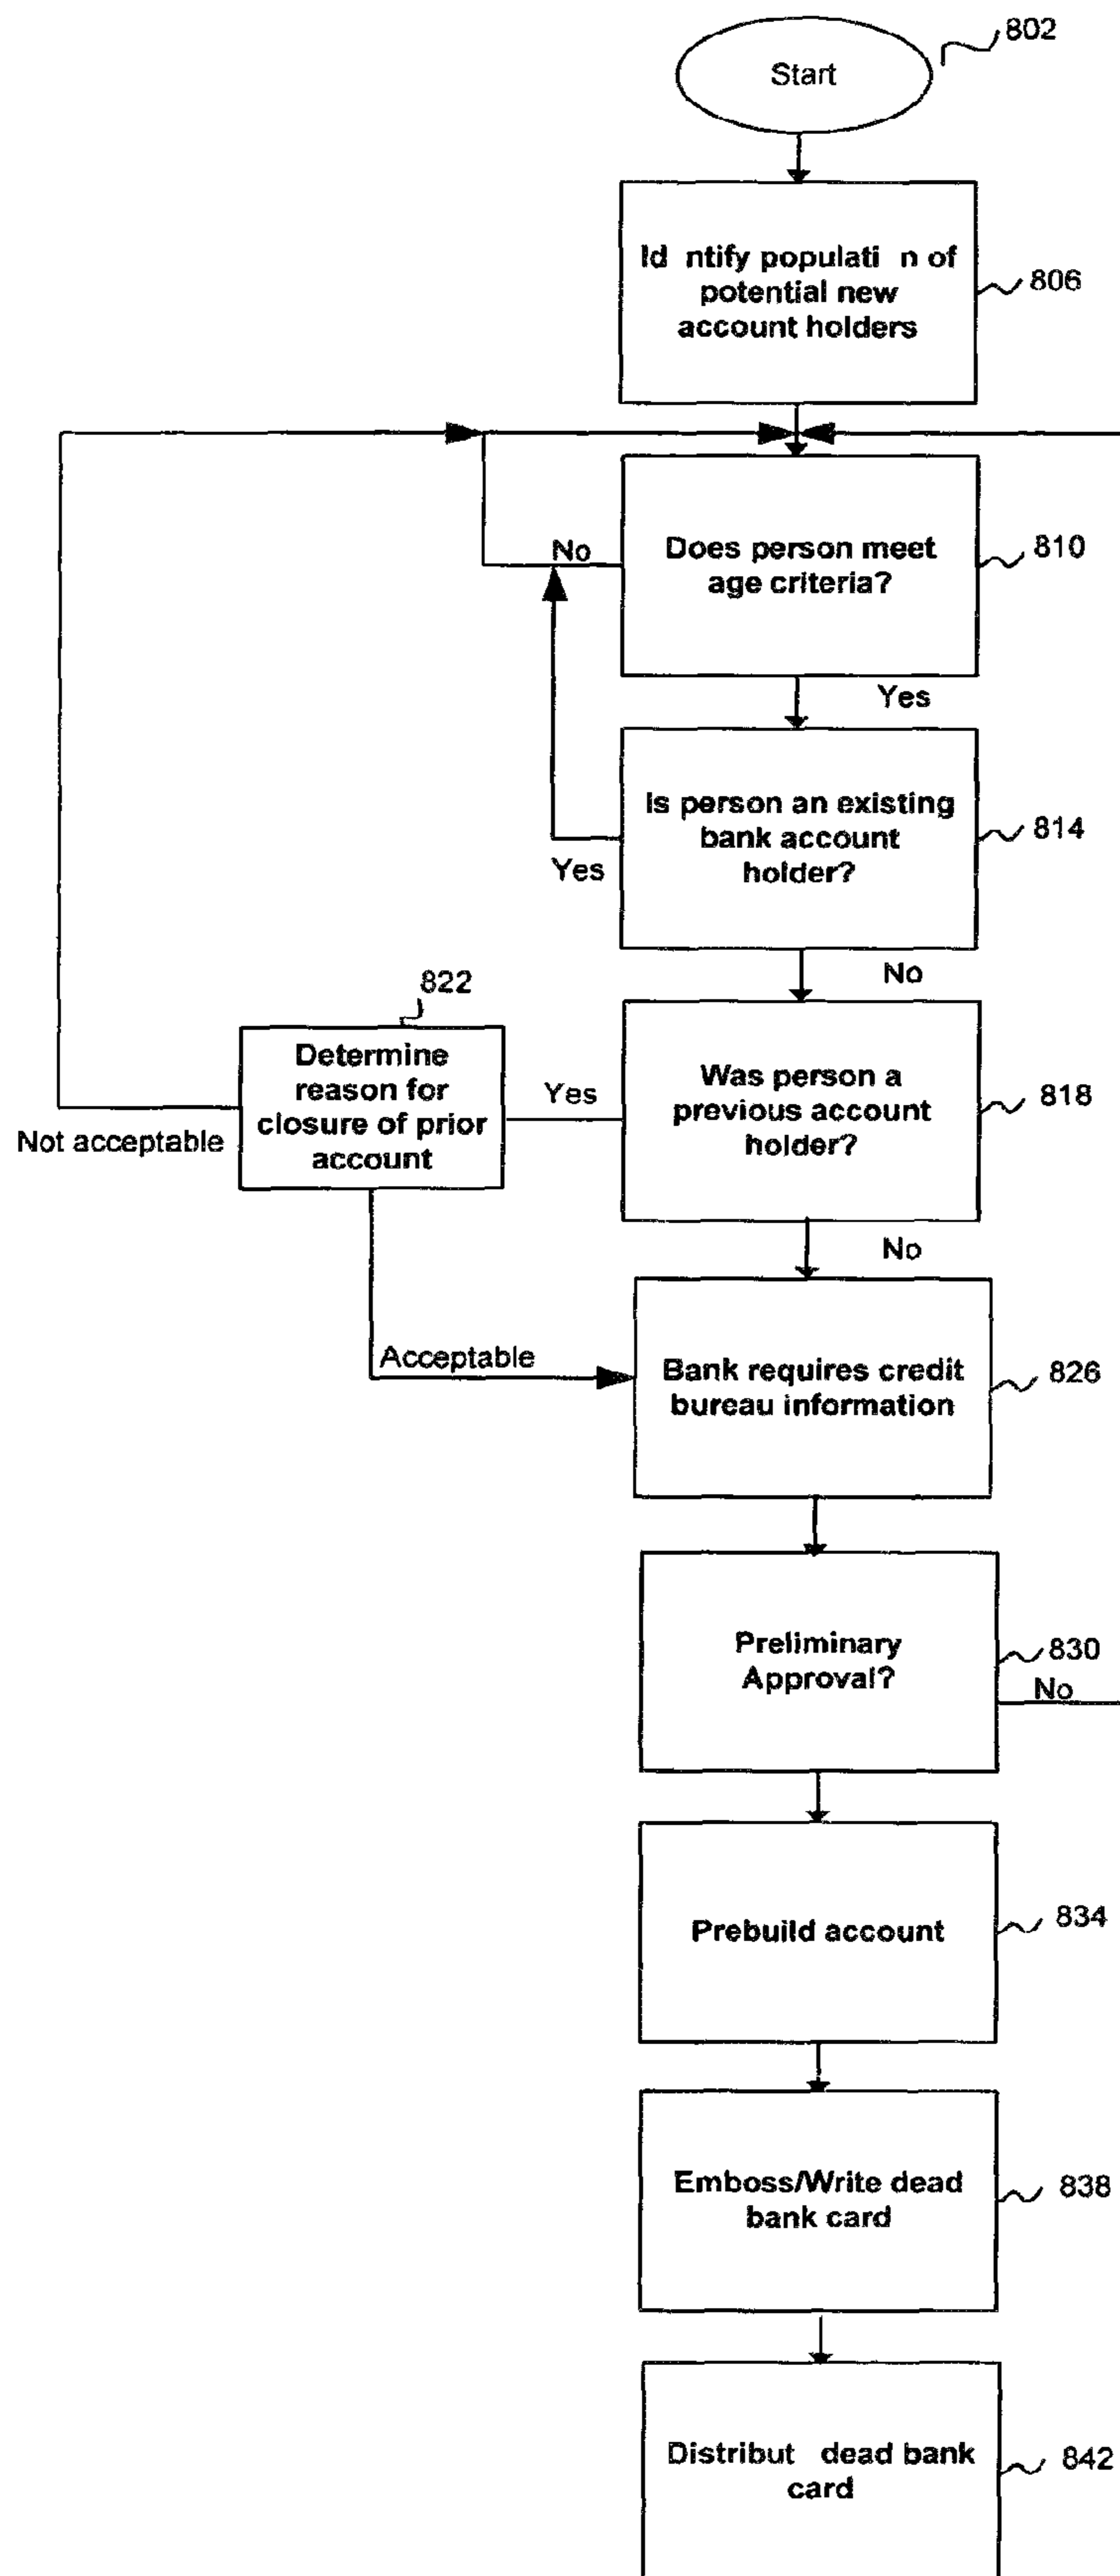 802
Start
Id ntify populati n of
potential new
account holders
806
No
Does person meet
age criteria?
810
Yes
Is person an existing
bank account
holder?
814
Yes
No
822
Determine
reason for
closure of prior
account
Yes
Was person a
previous account
holder?
818
Not acceptable
No
Acceptable
Bank requires credit
bureau information
826
Preliminary
Approval?
830
No
Prebuild account
834
Emboss/Write dead
bank card
838
Distribut dead bank
card
842